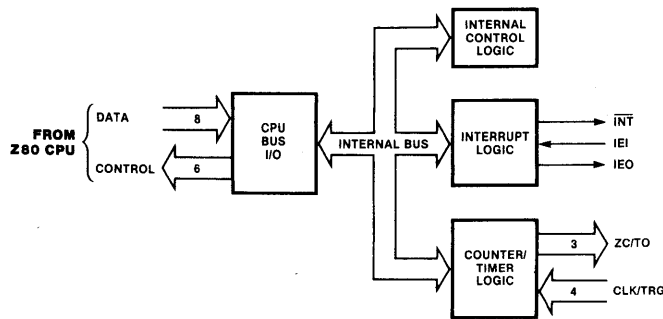 INTERNAL
CONTROL
LOGIC
FROM
Z80 CPU
DATA
8
CONTROL
6
CPU
BUS
I/O
INTERNAL BUS
INTERRUPT
LOGIC
INT
IEI
IEO
COUNTER/
TIMER
LOGIC
3
ZC/TO
4
CLK/TRG